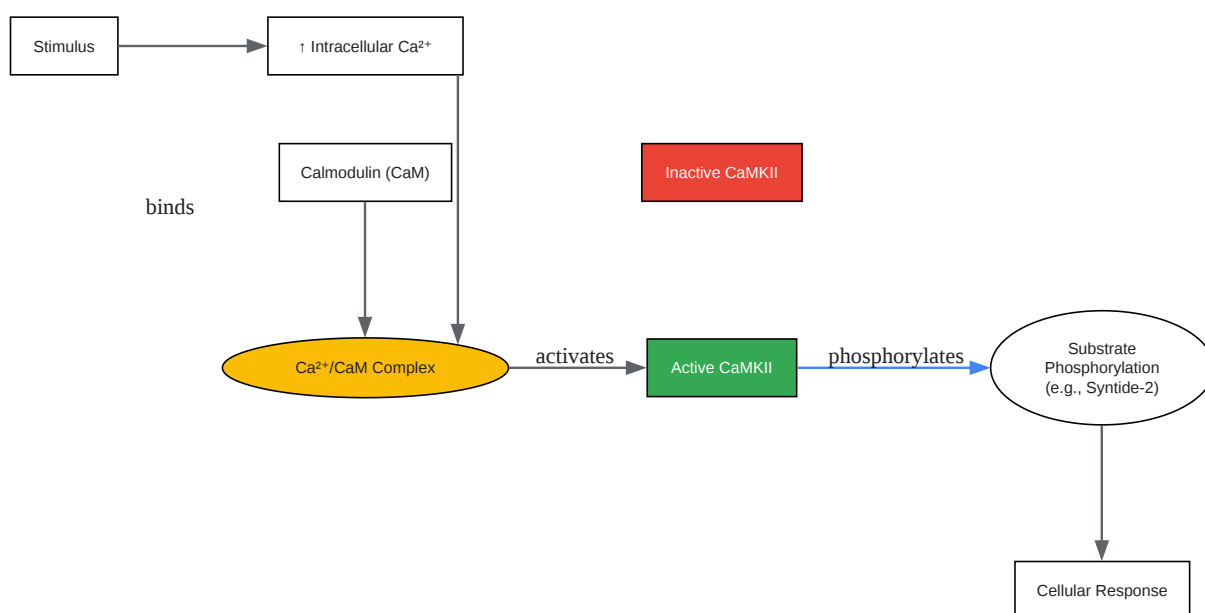 Stimulus
↑ Intracellular Ca²⁺
Calmodulin (CaM)
Inactive CaMKII
binds
Ca²⁺/CaM Complex
activates
Active CaMKII
phosphorylates
Substrate
Phosphorylation
(e.g., Syntide-2)
Cellular Response